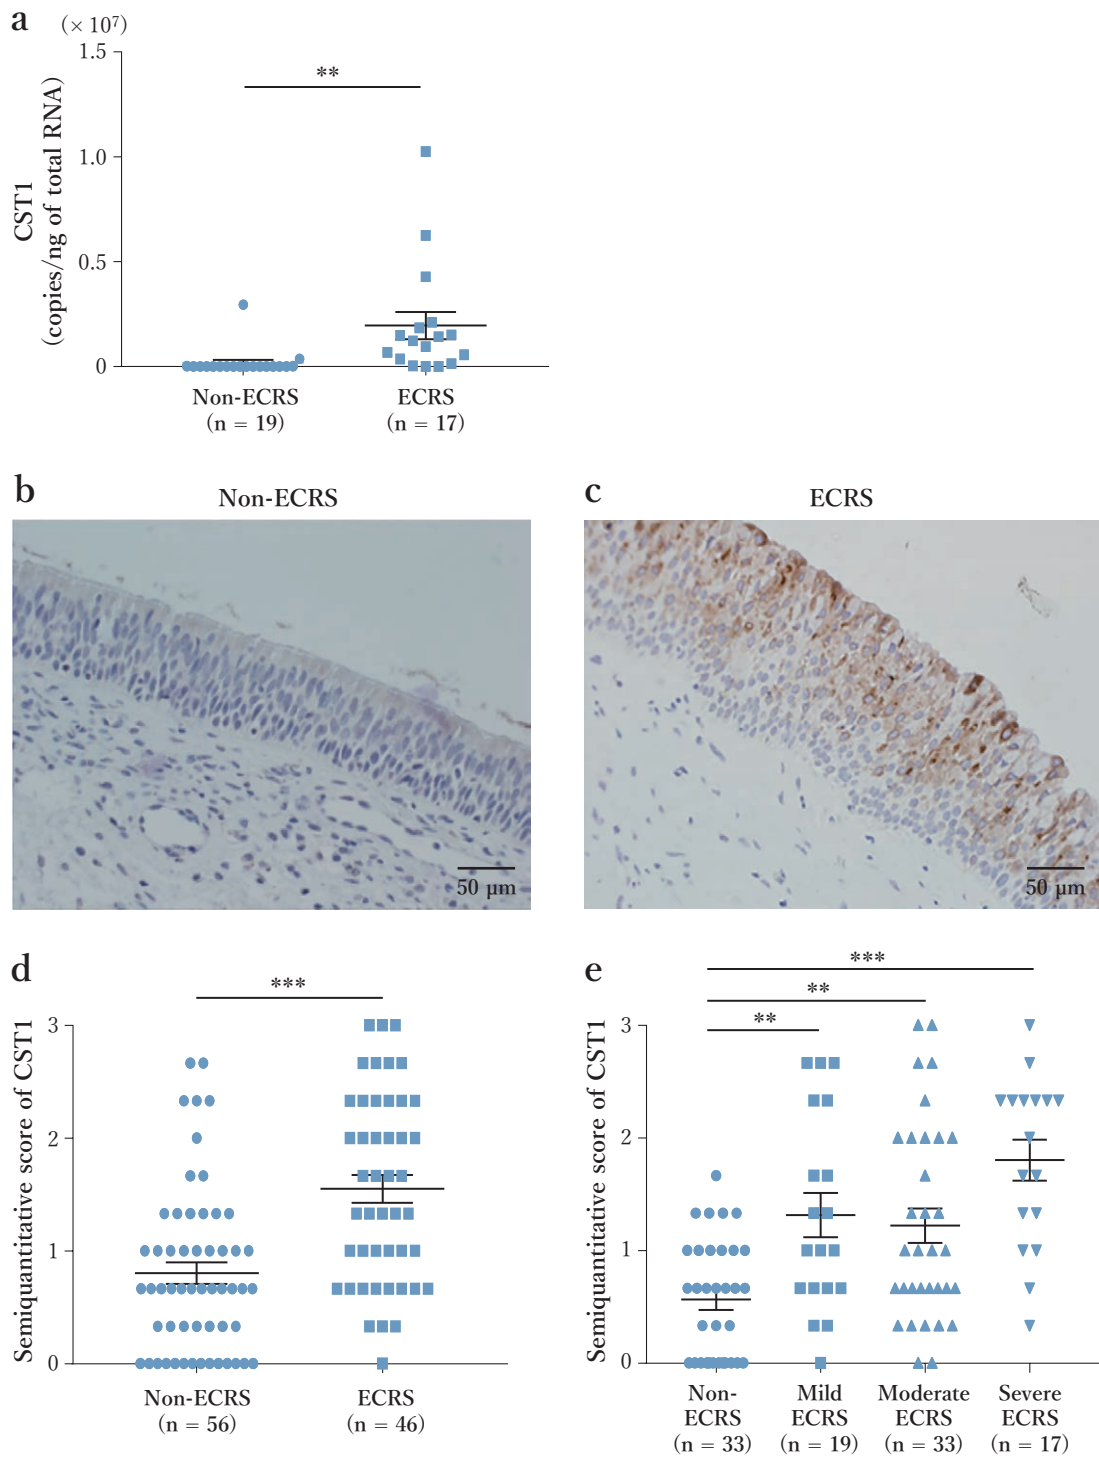 a
(× 10⁷)
CST1
(copies/ng of total RNA)
1.5
1.0
0.5
0
**
Non-ECRS
(n = 19)
ECRS
(n = 17)
b
Non-ECRS
50 µm
c
ECRS
50 µm
d
Semiquantitative score of CST1
3
2
1
0
***
Non-ECRS
(n = 56)
ECRS
(n = 46)
e
Semiquantitative score of CST1
3
2
1
0
***
**
**
Non-
ECRS
(n = 33)
Mild
ECRS
(n = 19)
Moderate
ECRS
(n = 33)
Severe
ECRS
(n = 17)